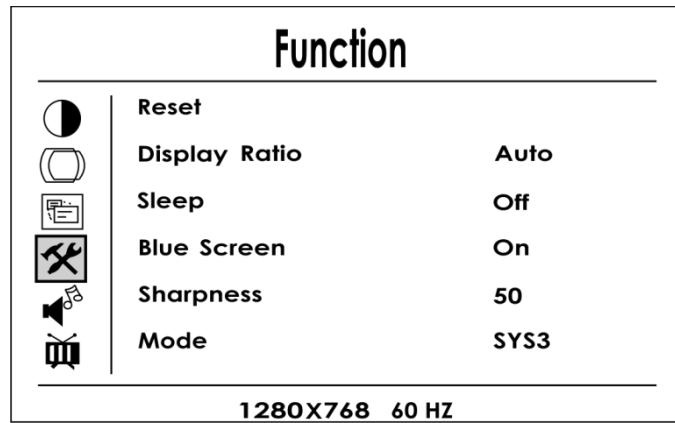 Function
Reset
Display Ratio Auto
Sleep Off
Blue Screen On
Sharpness 50
Mode SYS3
1280X768 60 HZ